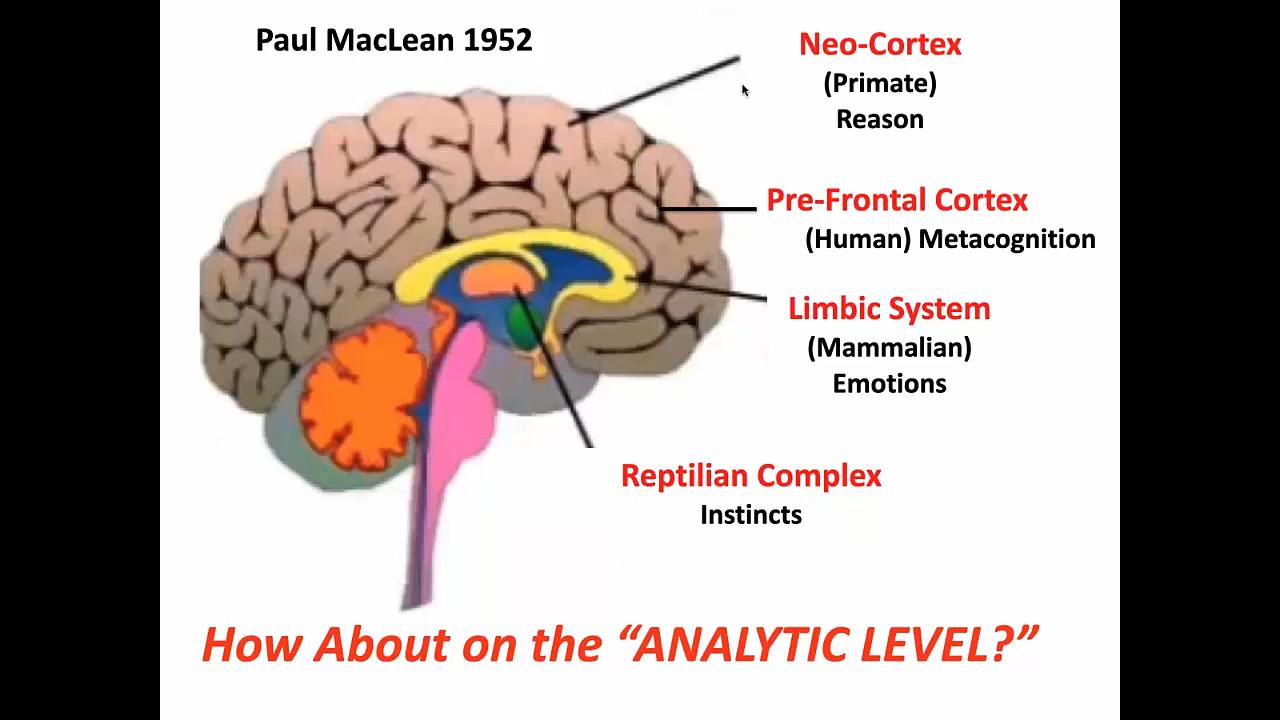 Paul MacLean 1952
Neo-Cortex
(Primate)
Reason
Pre-Frontal Cortex
(Human) Metacognition
Limbic System
(Mammalian)
Emotions
Reptilian Complex
Instincts
How About on the “ANALYTIC LEVEL?”